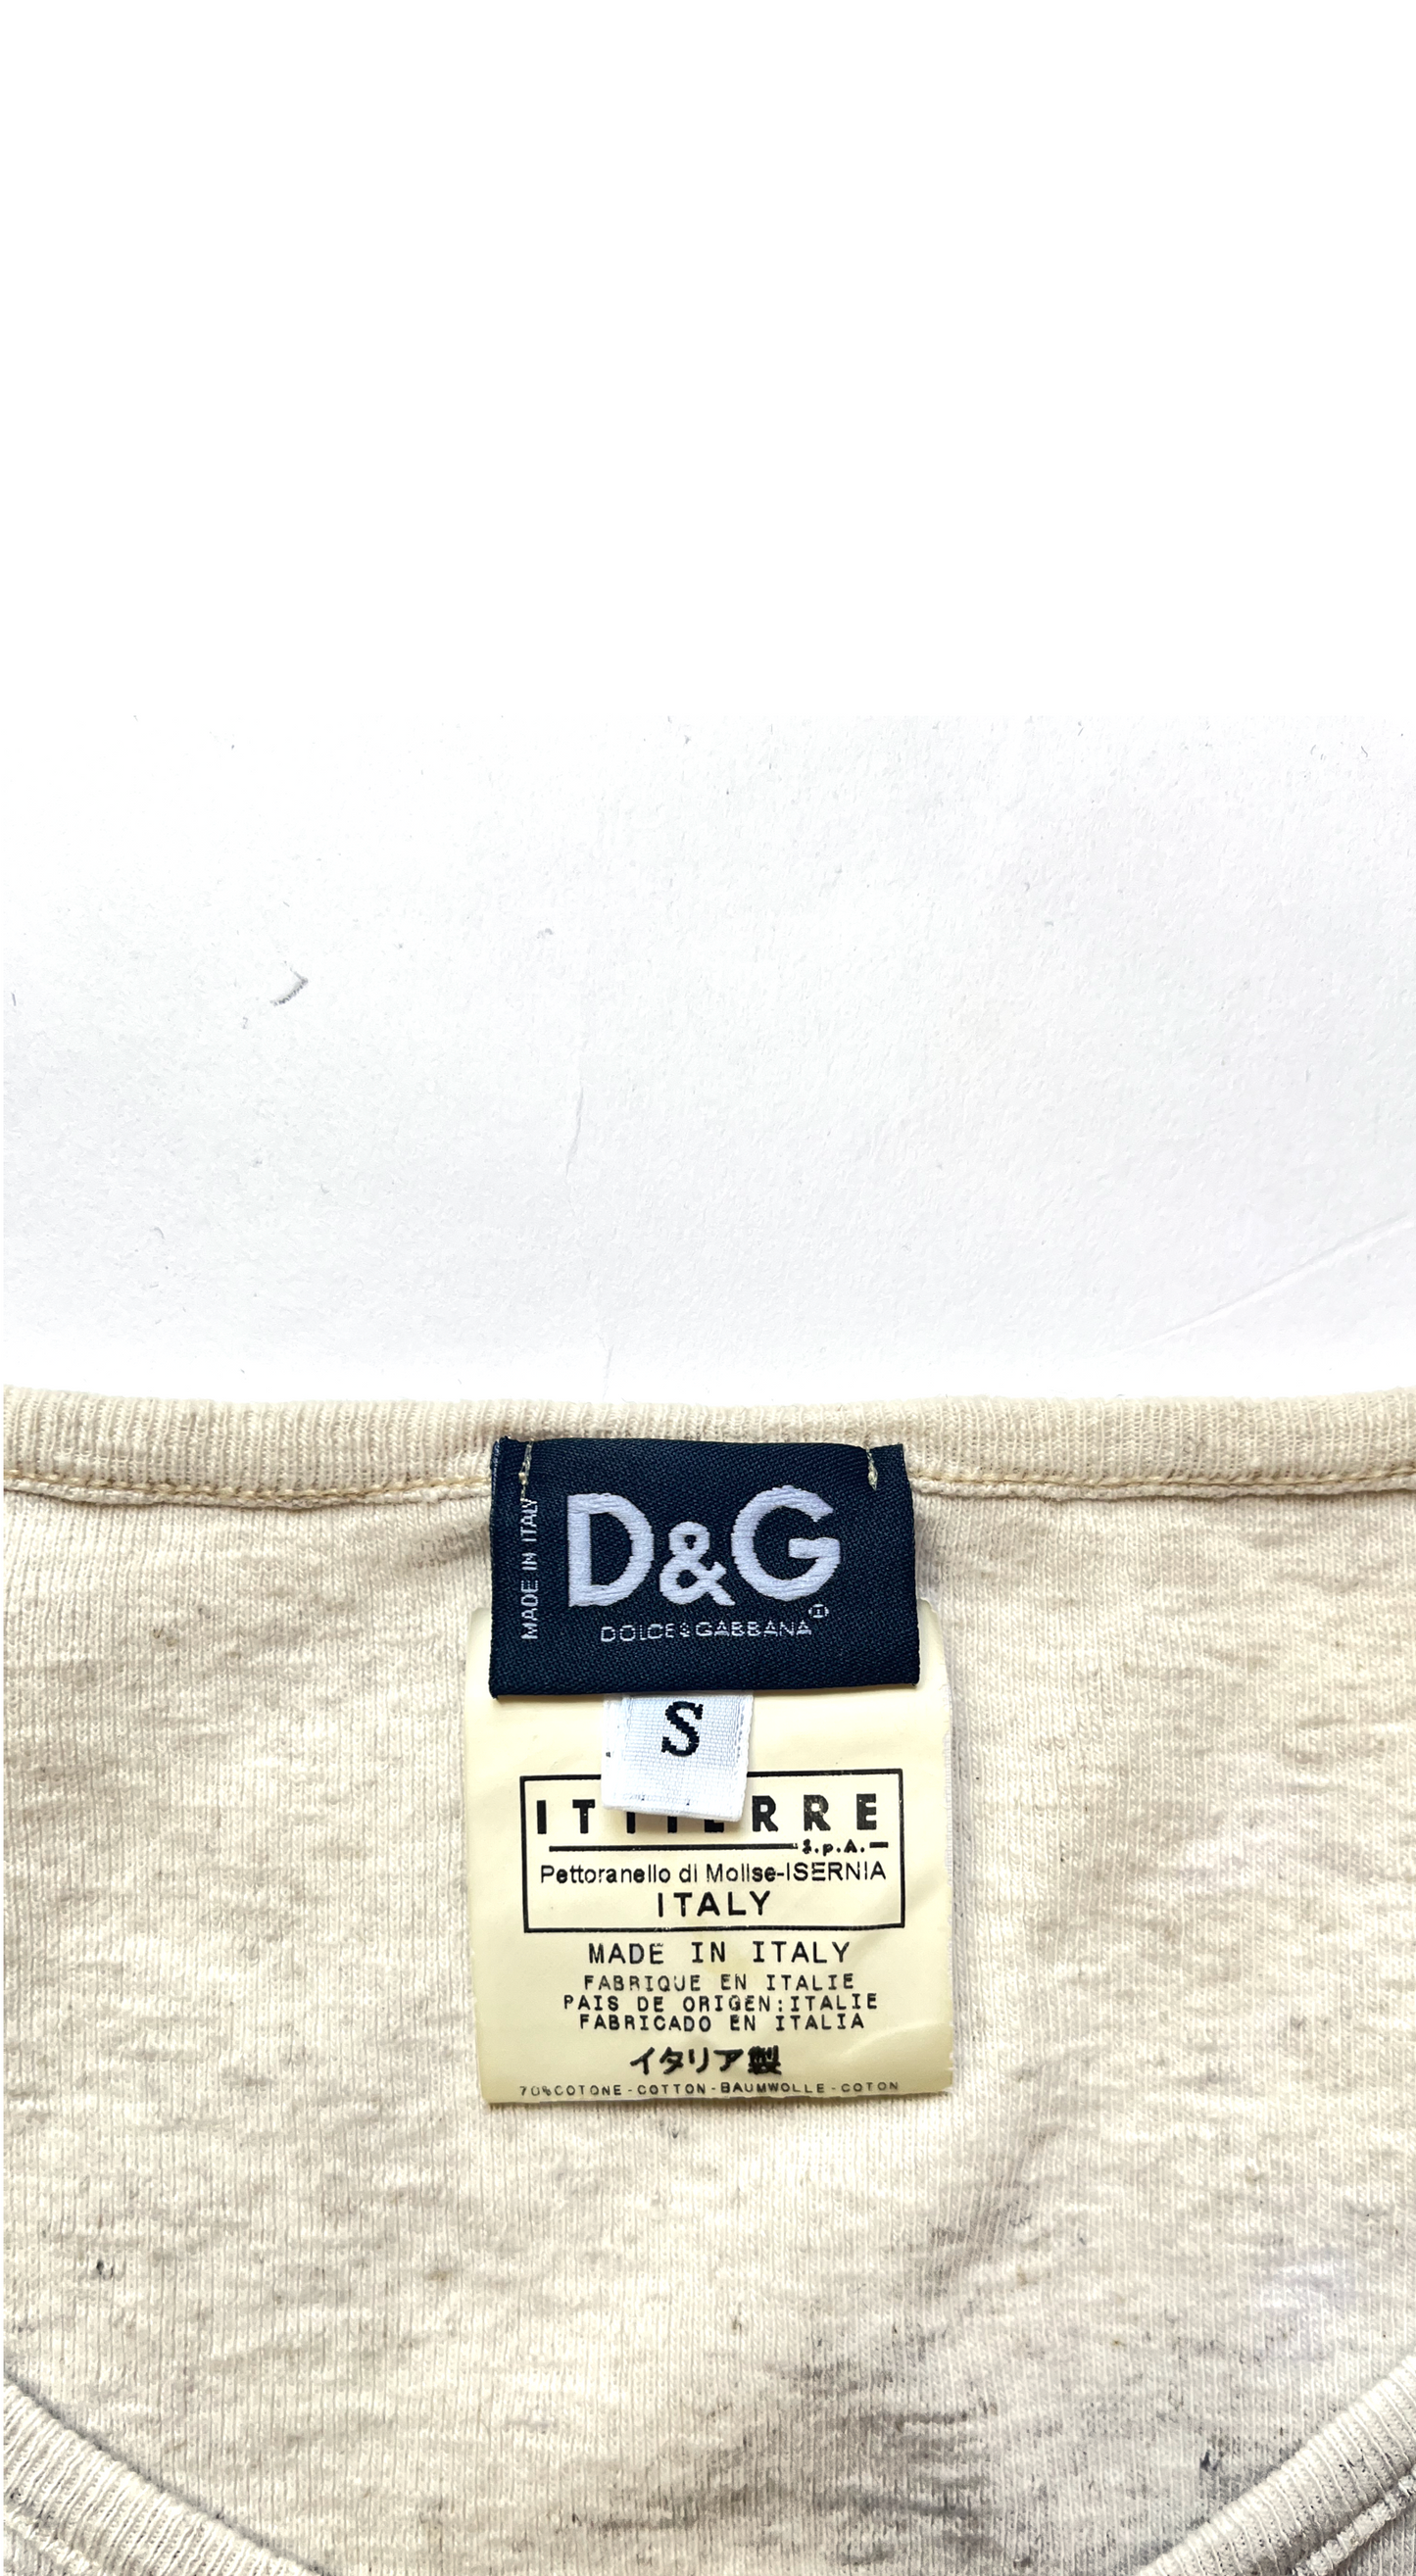 MADE IN ITALY
D&G
DOLCE&GABBANA
S
ITTIERRE
S.p.A.
Pettoranello di Molise-ISERNIA
ITALY
MADE IN ITALY
FABRIQUE EN ITALIE
PAIS DE ORIGEN:ITALIE
FABRICADO EN ITALIA
イタリア製
70%COTONE-COTTON-BAUMWOLLE-COTON